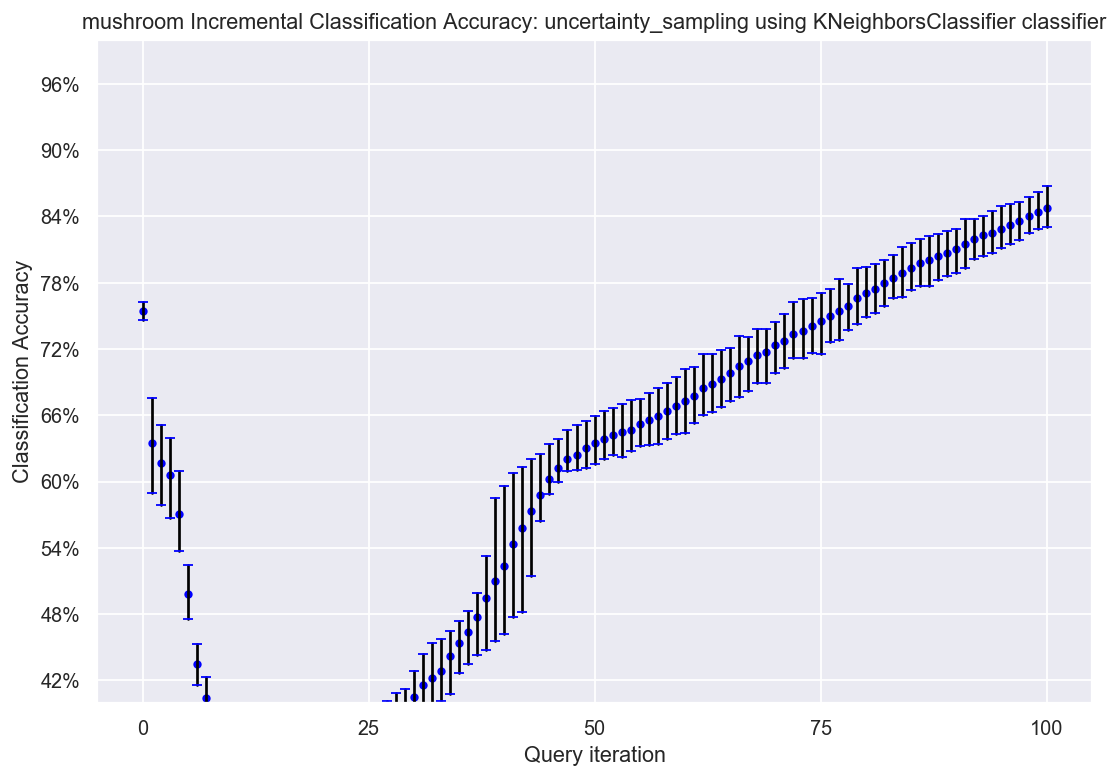 mushroom Incremental Classification Accuracy: uncertainty_sampling using KNeighborsClassifier classifier
96%
90%
84%
78%
72%
66%
60%
54%
48%
42%
Classification Accuracy
0 25 50 75 100
Query iteration